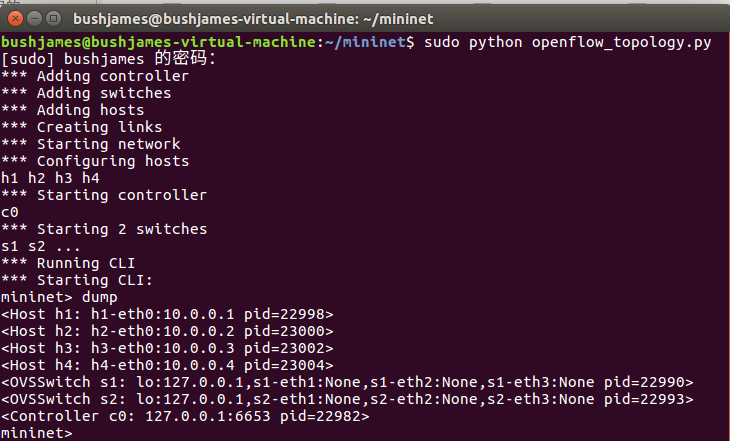 bushjames@bushjames-virtual-machine: ~/mininet
bushjames@bushjames-virtual-machine:~/mininet$ sudo python openflow_topology.py
[sudo] bushjames 的密码：
*** Adding controller
*** Adding switches
*** Adding hosts
*** Creating links
*** Starting network
*** Configuring hosts
h1 h2 h3 h4
*** Starting controller
c0
*** Starting 2 switches
s1 s2 ...
*** Running CLI
*** Starting CLI:
mininet> dump
<Host h1: h1-eth0:10.0.0.1 pid=22998>
<Host h2: h2-eth0:10.0.0.2 pid=23000>
<Host h3: h3-eth0:10.0.0.3 pid=23002>
<Host h4: h4-eth0:10.0.0.4 pid=23004>
<OVSSwitch s1: lo:127.0.0.1,s1-eth1:None,s1-eth2:None,s1-eth3:None pid=22990>
<OVSSwitch s2: lo:127.0.0.1,s2-eth1:None,s2-eth2:None,s2-eth3:None pid=22993>
<Controller c0: 127.0.0.1:6653 pid=22982>
mininet>